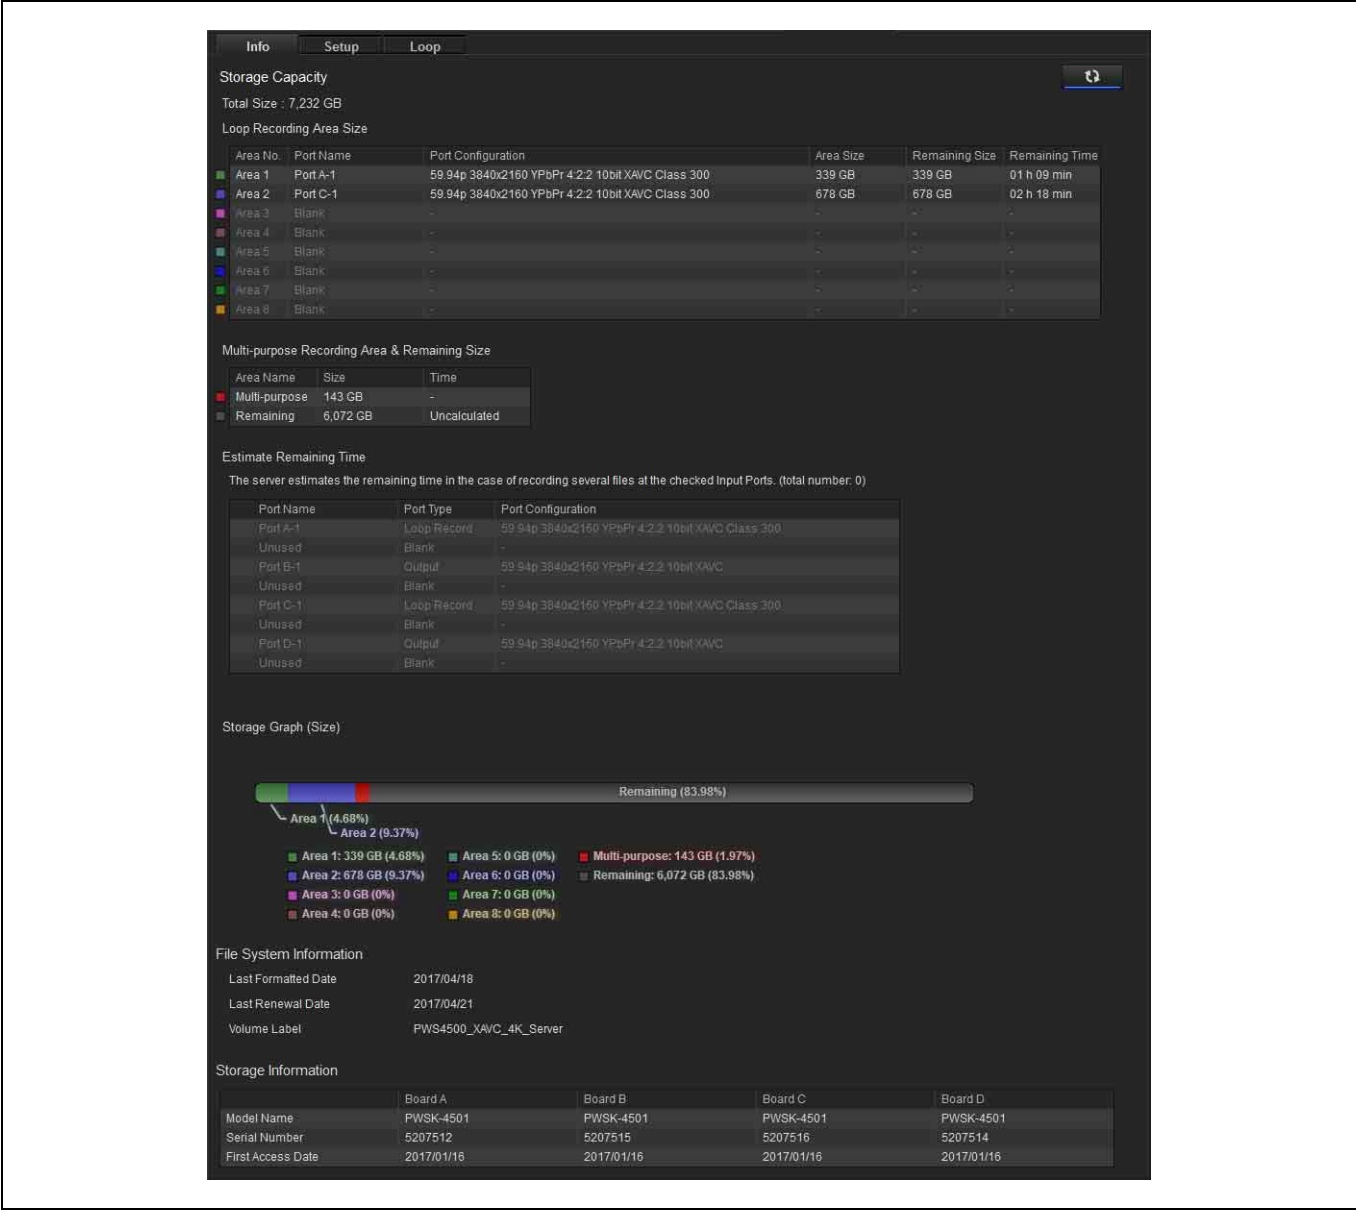 Info Setup Loop
Storage Capacity
Total Size : 7,232 GB
Loop Recording Area Size
Area No. Port Name Port Configuration Area Size Remaining Size Remaining Time
Area 1 Port A-1 59.94p 3840x2160 YPbPr 4:2:2 10bit XAVC Class 300 339 GB 339 GB 01 h 09 min
Area 2 Port C-1 59.94p 3840x2160 YPbPr 4:2:2 10bit XAVC Class 300 678 GB 678 GB 02 h 18 min
Area 3 Blank - - - -
Area 4 Blank - - - -
Area 5 Blank - - - -
Area 6 Blank - - - -
Area 7 Blank - - - -
Area 8 Blank - - - -
Multi-purpose Recording Area & Remaining Size
Area Name Size Time
Multi-purpose 143 GB -
Remaining 6,072 GB Uncalculated
Estimate Remaining Time
The server estimates the remaining time in the case of recording several files at the checked Input Ports. (total number: 0)
Port Name Port Type Port Configuration
Port A-1 Loop Record 59.94p 3840x2160 YPbPr 4:2:2 10bit XAVC Class 300
Unused Blank -
Port B-1 Output 59.94p 3840x2160 YPbPr 4:2:2 10bit XAVC
Unused Blank -
Port C-1 Loop Record 59.94p 3840x2160 YPbPr 4:2:2 10bit XAVC Class 300
Unused Blank -
Port D-1 Output 59.94p 3840x2160 YPbPr 4:2:2 10bit XAVC
Unused Blank -
Storage Graph (Size)
Remaining (83.98%)
Area 1 (4.68%)
Area 2 (9.37%)
Area 1: 339 GB (4.68%) Area 5: 0 GB (0%) Multi-purpose: 143 GB (1.97%)
Area 2: 678 GB (9.37%) Area 6: 0 GB (0%) Remaining: 6,072 GB (83.98%)
Area 3: 0 GB (0%) Area 7: 0 GB (0%)
Area 4: 0 GB (0%) Area 8: 0 GB (0%)
File System Information
Last Formatted Date 2017/04/18
Last Renewal Date 2017/04/21
Volume Label PWS4500_XAVC_4K_Server
Storage Information
Board A Board B Board C Board D
Model Name PWSK-4501 PWSK-4501 PWSK-4501 PWSK-4501
Serial Number 5207512 5207515 5207516 5207514
First Access Date 2017/01/16 2017/01/16 2017/01/16 2017/01/16